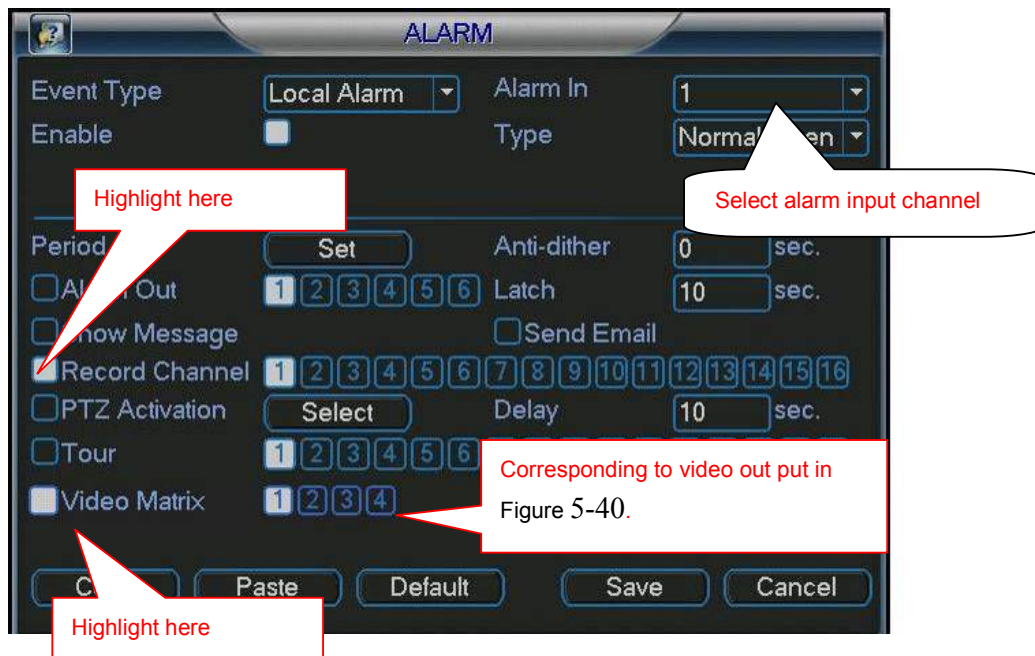 ALARM
Event Type Local Alarm Alarm In 1
Enable Type Normal en
Highlight here
Select alarm input channel
Period Set Anti-dither 0 sec.
Out 1 2 3 4 5 6 Latch 10 sec.
Message Send Email
Record Channel 1 2 3 4 5 6 7 8 9 10 11 12 13 14 15 16
PTZ Activation Select Delay 10 sec.
Tour 1 2 3 4 5 6
Corresponding to video out put in
Figure 5-40.
Video Matrix 1 2 3 4
Paste Default Save Cancel
Highlight here